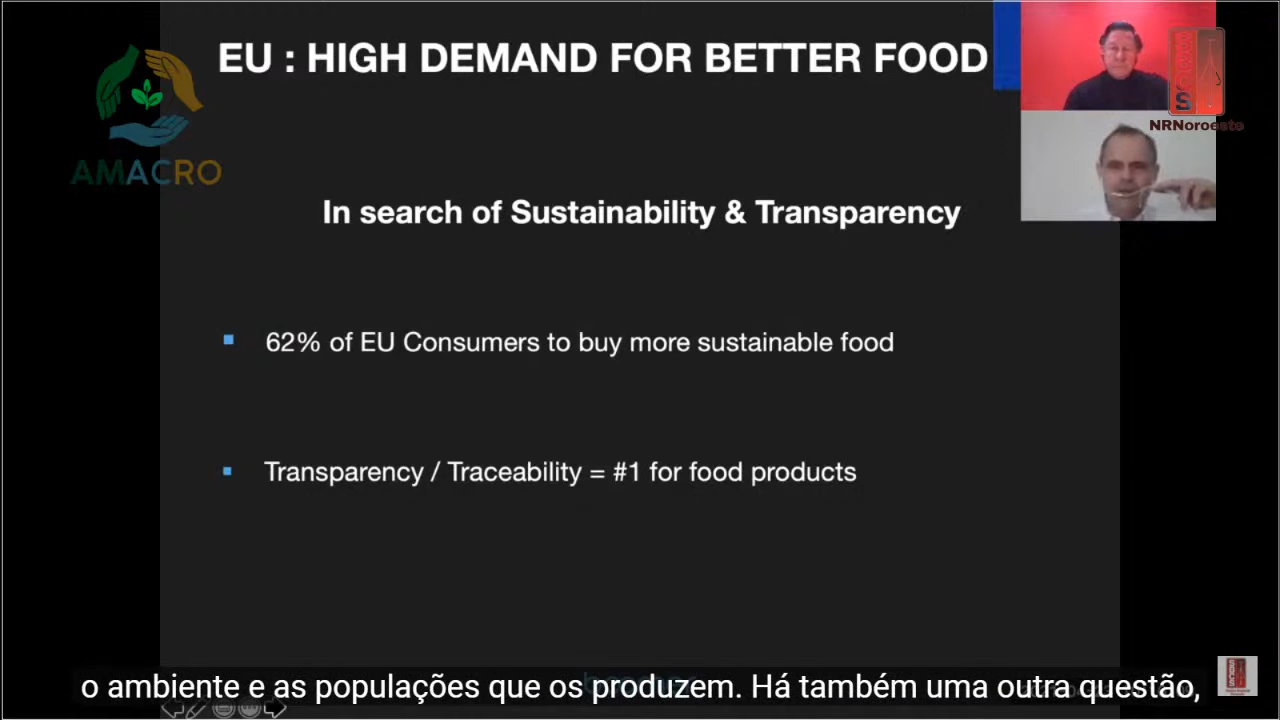 EU : HIGH DEMAND FOR BETTER FOOD
AMACRO
NRNoroeste
In search of Sustainability & Transparency
62% of EU Consumers to buy more sustainable food
Transparency / Traceability = #1 for food products
o ambiente e as populações que os produzem. Há também uma outra questão,